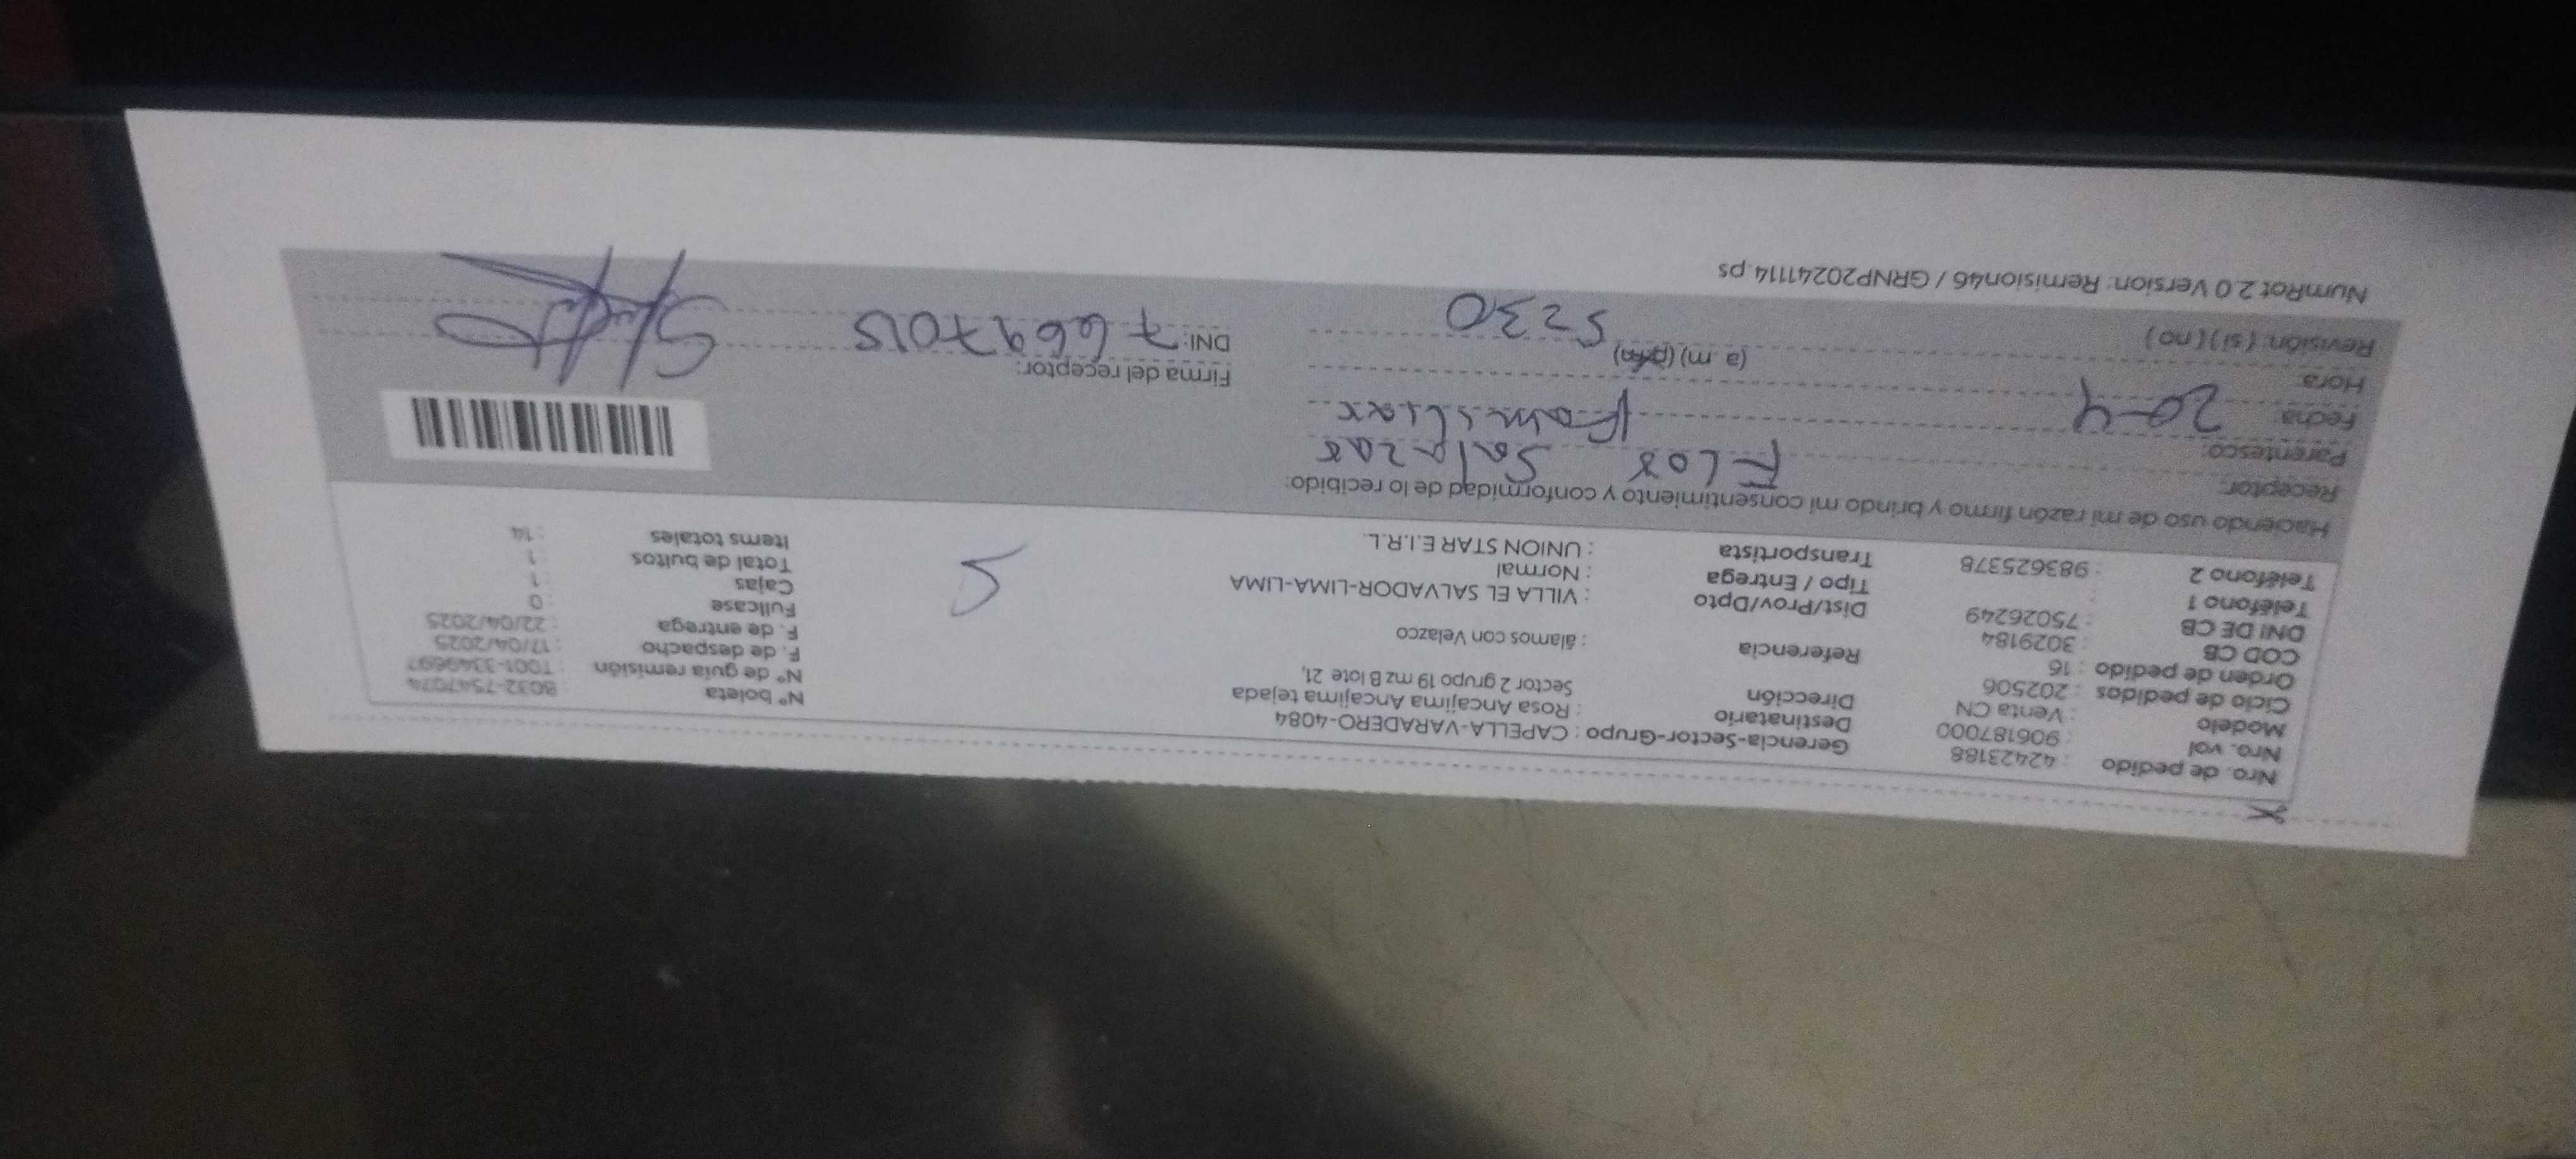 Nro. de pedido : 42423188
Nro. vol : 906187000
Modelo : Venta CN
Ciclo de pedidos : 202506
Orden de pedido : 16
COD CB : 3029184
DNI DE CB : 75026249
Teléfono 1 :
Teléfono 2 : 983625378
Gerencia-Sector-Grupo : CAPELLA-VARADERO-4084
Destinatario : Rosa Ancajima Ancajima tejada
Dirección Sector 2 grupo 19 mz B lote 21,
Referencia : álamos con Velazco
Dist/Prov/Dpto : VILLA EL SALVADOR-LIMA-LIMA
Tipo / Entrega : Normal
Transportista : UNION STAR E.I.R.L.
5
N° boleta : B032-7547074
N° de guía remisión : T001-3349697
F. de despacho : 17/04/2025
F. de entrega : 22/04/2025
Fullcase : 0
Cajas : 1
Total de bultos : 1
Items totales : 14
Haciendo uso de mi razón firmo y brindo mi consentimiento y conformidad de lo recibido:
Receptor: FLor Salazar
Parentesco: Familiar
Fecha: 20-4
Hora: (a m) (p m) 5:30
Revisión: ( si ) ( no )
Firma del receptor:
DNI: 76697015
NumRot 2.0 Version: Remision46 / GRNP20241114.ps